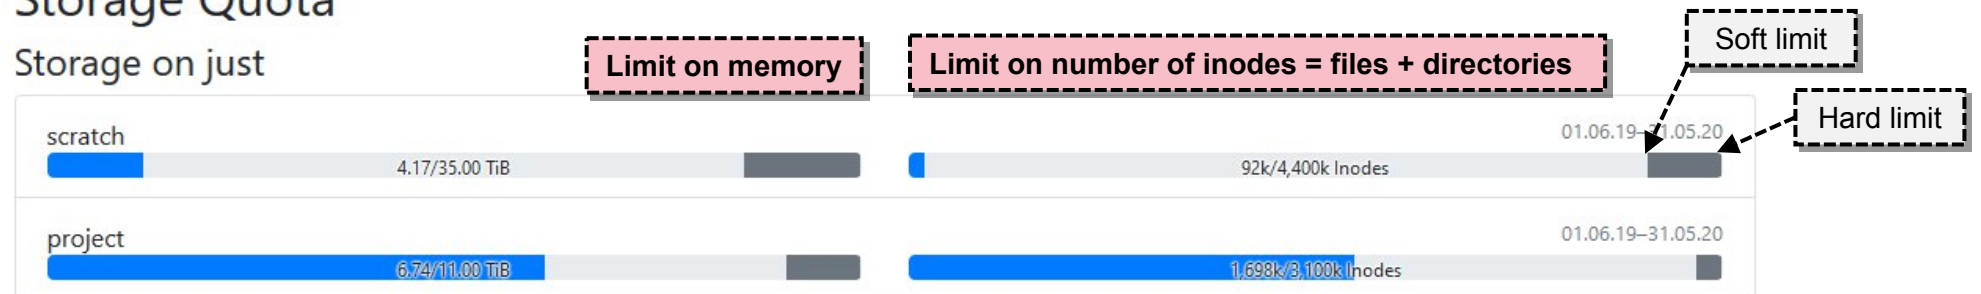 Storage Quota
Storage on just
Limit on memory
Limit on number of inodes = files + directories
Soft limit
Hard limit
scratch
01.06.19–31.05.20
4.17/35.00 TiB
92k/4,400k Inodes
project
01.06.19–31.05.20
6.74/11.00 TiB
1,698k/3,100k Inodes